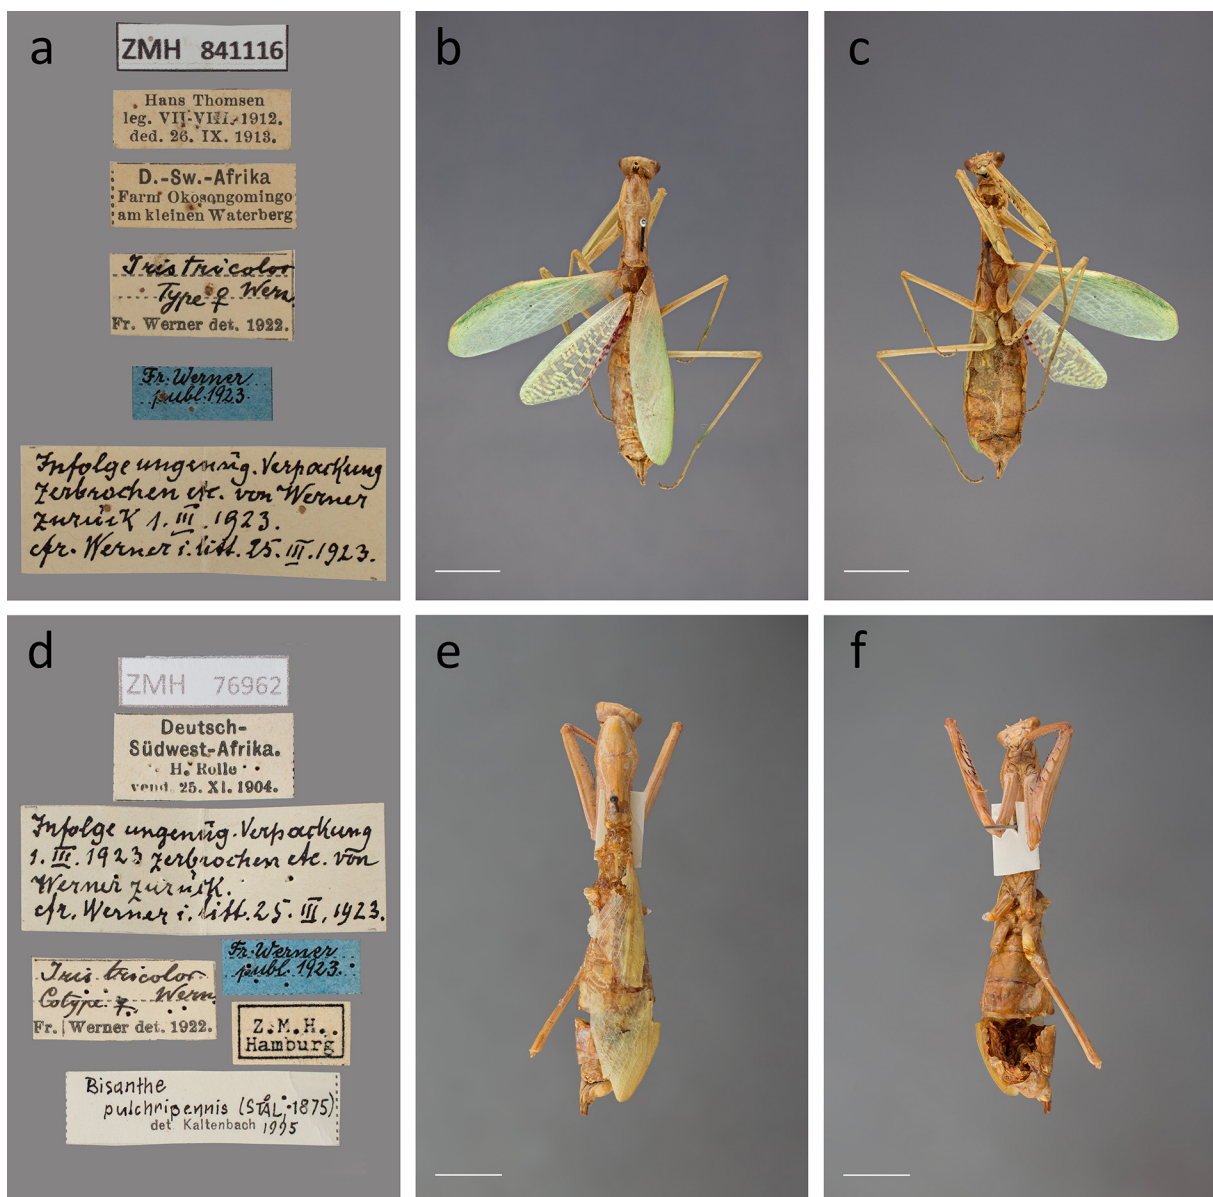 a
ZMH 841116
Hans Thomsen
leg. VII-VIII. 1912.
ded. 26. IX. 1913.
D.-Sw.-Afrika
Farm Okosongomingo
am kleinen Waterberg
Iris tricolor
Type ♀ Wern
Fr. Werner det. 1922.
Fr. Werner
publ. 1923.
Infolge ungenüg. Verpackung
zerbrochen etc. von Werner
zurück 1. III. 1923.
cfr. Werner i. litt. 25. III. 1923.
b
c
d
ZMH 76962
Deutsch-
Südwest-Afrika.
H. Rolle
vend. 25. XI. 1904.
Infolge ungenüg. Verpackung
1. III. 1923 zerbrochen etc. von
Werner zurück.
cfr. Werner i. litt. 25. III. 1923.
Fr. Werner
publ. 1923.
Iris tricolor
Cotype ♀ Wern.
Fr. Werner det. 1922.
Z.M.H.
Hamburg
Bisanthe
pulchripennis (STÅL, 1875)
det Kaltenbach 1995
e
f